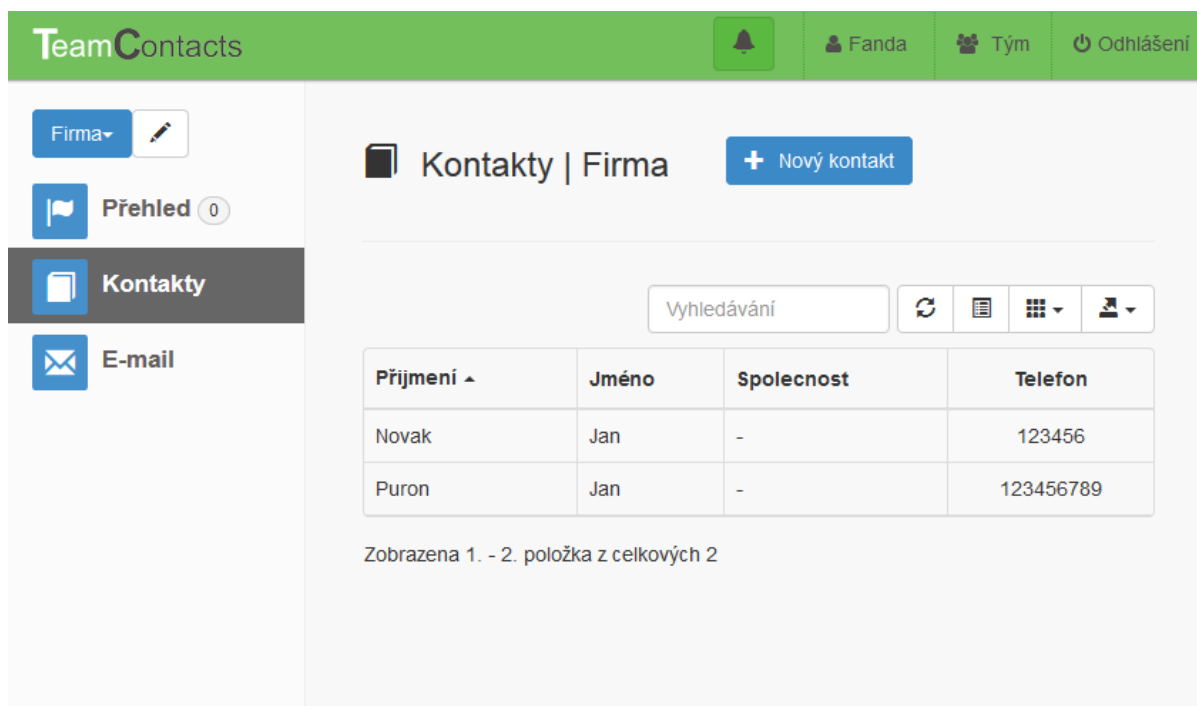 TeamContacts
Fanda
Tým
Odhlášení
Firma
Přehled 0
Kontakty
E-mail
Kontakty | Firma
Nový kontakt
Vyhledávání
Přijmení Jméno Spolecnost Telefon
Novak Jan - 123456
Puron Jan - 123456789
Zobrazena 1. - 2. položka z celkových 2